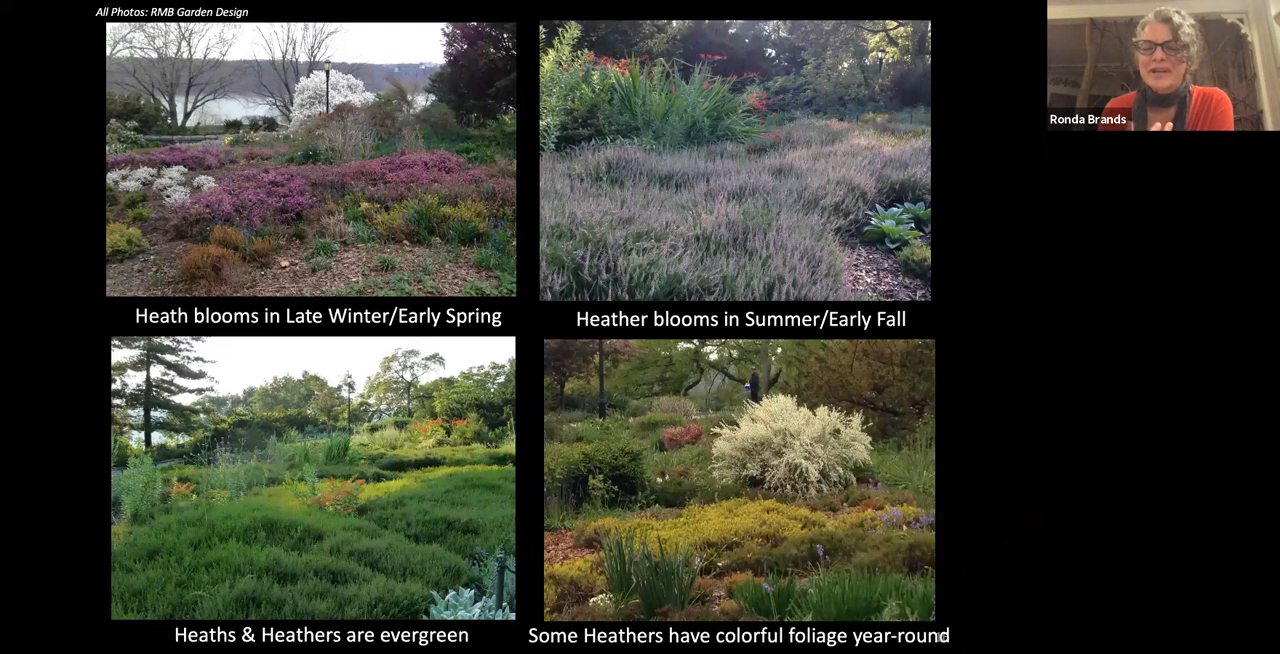 All Photos: RMB Garden Design
Ronda Brands
Heath blooms in Late Winter/Early Spring
Heather blooms in Summer/Early Fall
Heaths & Heathers are evergreen
Some Heathers have colorful foliage year-round